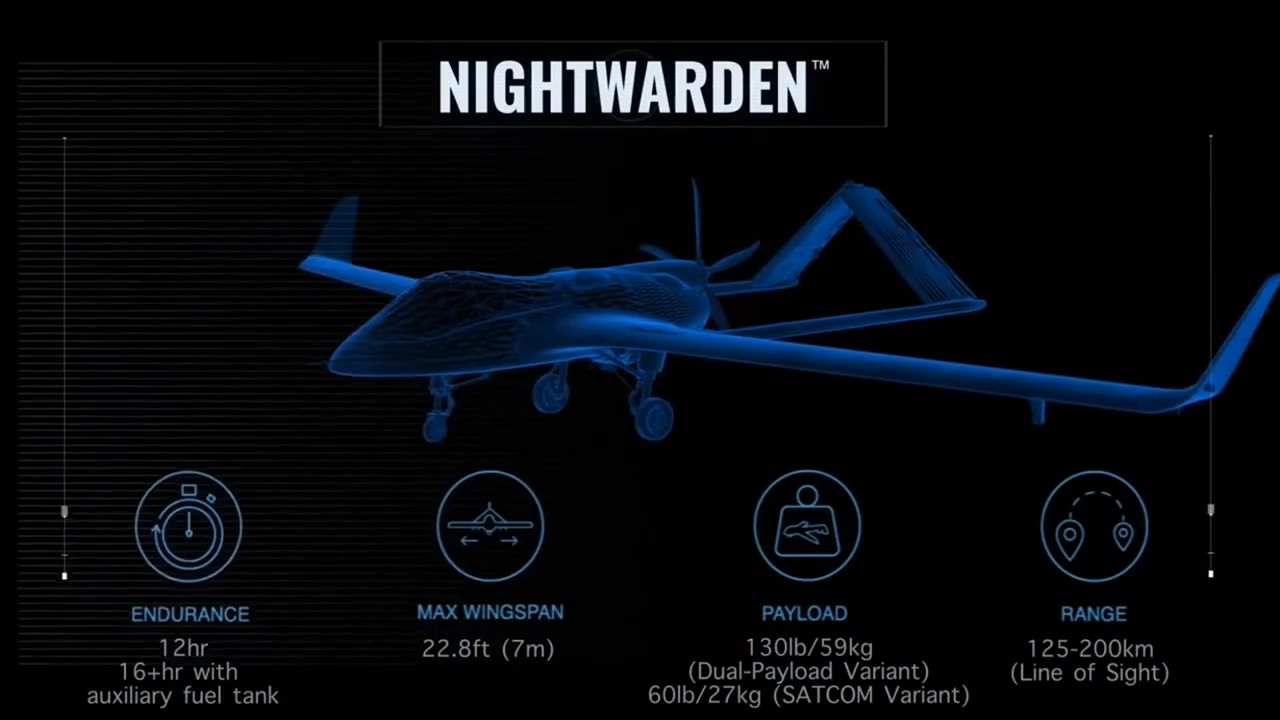 NIGHTWARDEN™
ENDURANCE
12hr
16+hr with
auxiliary fuel tank
MAX WINGSPAN
22.8ft (7m)
PAYLOAD
130lb/59kg
(Dual-Payload Variant)
60lb/27kg (SATCOM Variant)
RANGE
125-200km
(Line of Sight)